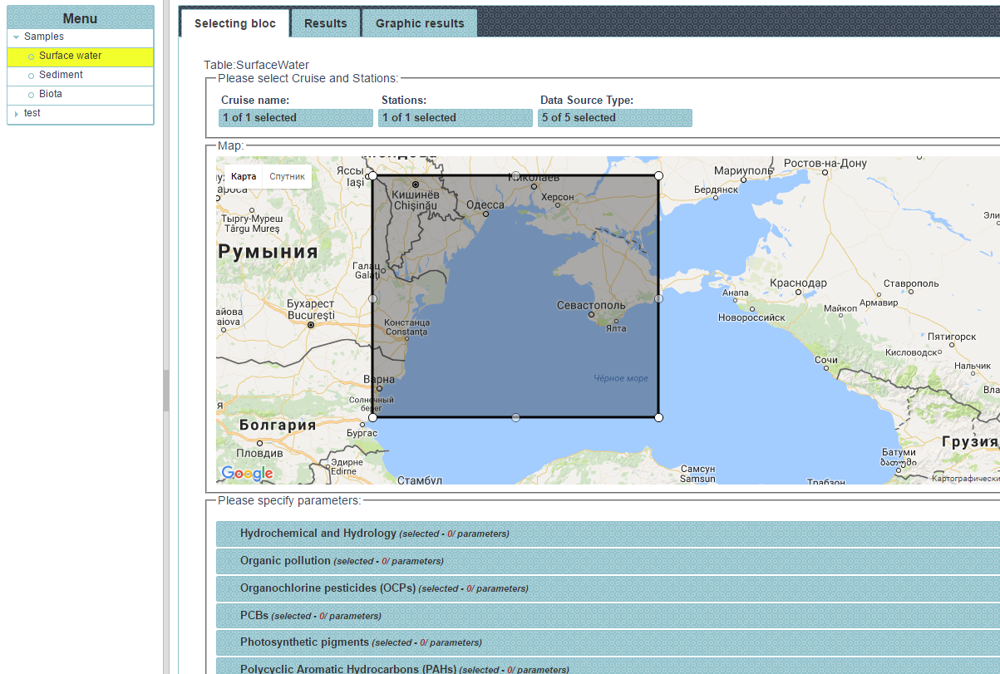 Menu
Samples
Surface water
Sediment
Biota
test
Selecting bloc
Results
Graphic results
Table:SurfaceWater
Please select Cruise and Stations:
Cruise name:
Stations:
Data Source Type:
1 of 1 selected
1 of 1 selected
5 of 5 selected
Map:
Карта
Спутник
Яссы
Iași
Кишинёв
Chișinău
Николаев
Херсон
Одесса
Мариуполь
Бердянск
Ростов-на-Дону
Тыргу-Муреш
Târgu Mureș
Румыния
Галац
Galați
Бухарест
București
Констанца
Constanța
Севастополь
Ялта
Анапа
Краснодар
Ставрополь
Новороссийск
Майкоп
Армавир
Пятигорск
Кисловодск
Нальчик
Сочи
Варна
Чёрное море
Солнечный
берег
Болгария
Бургас
Пловдив
Эдирне
Edirne
Стамбул
Самсун
Samsun
Трабзон
Батуми
ბათუმი
Грузия
Google
Картографически
Please specify parameters:
Hydrochemical and Hydrology (selected - 0/ parameters)
Organic pollution (selected - 0/ parameters)
Organochlorine pesticides (OCPs) (selected - 0/ parameters)
PCBs (selected - 0/ parameters)
Photosynthetic pigments (selected - 0/ parameters)
Polycyclic Aromatic Hydrocarbons (PAHs) (selected - 0/ parameters)